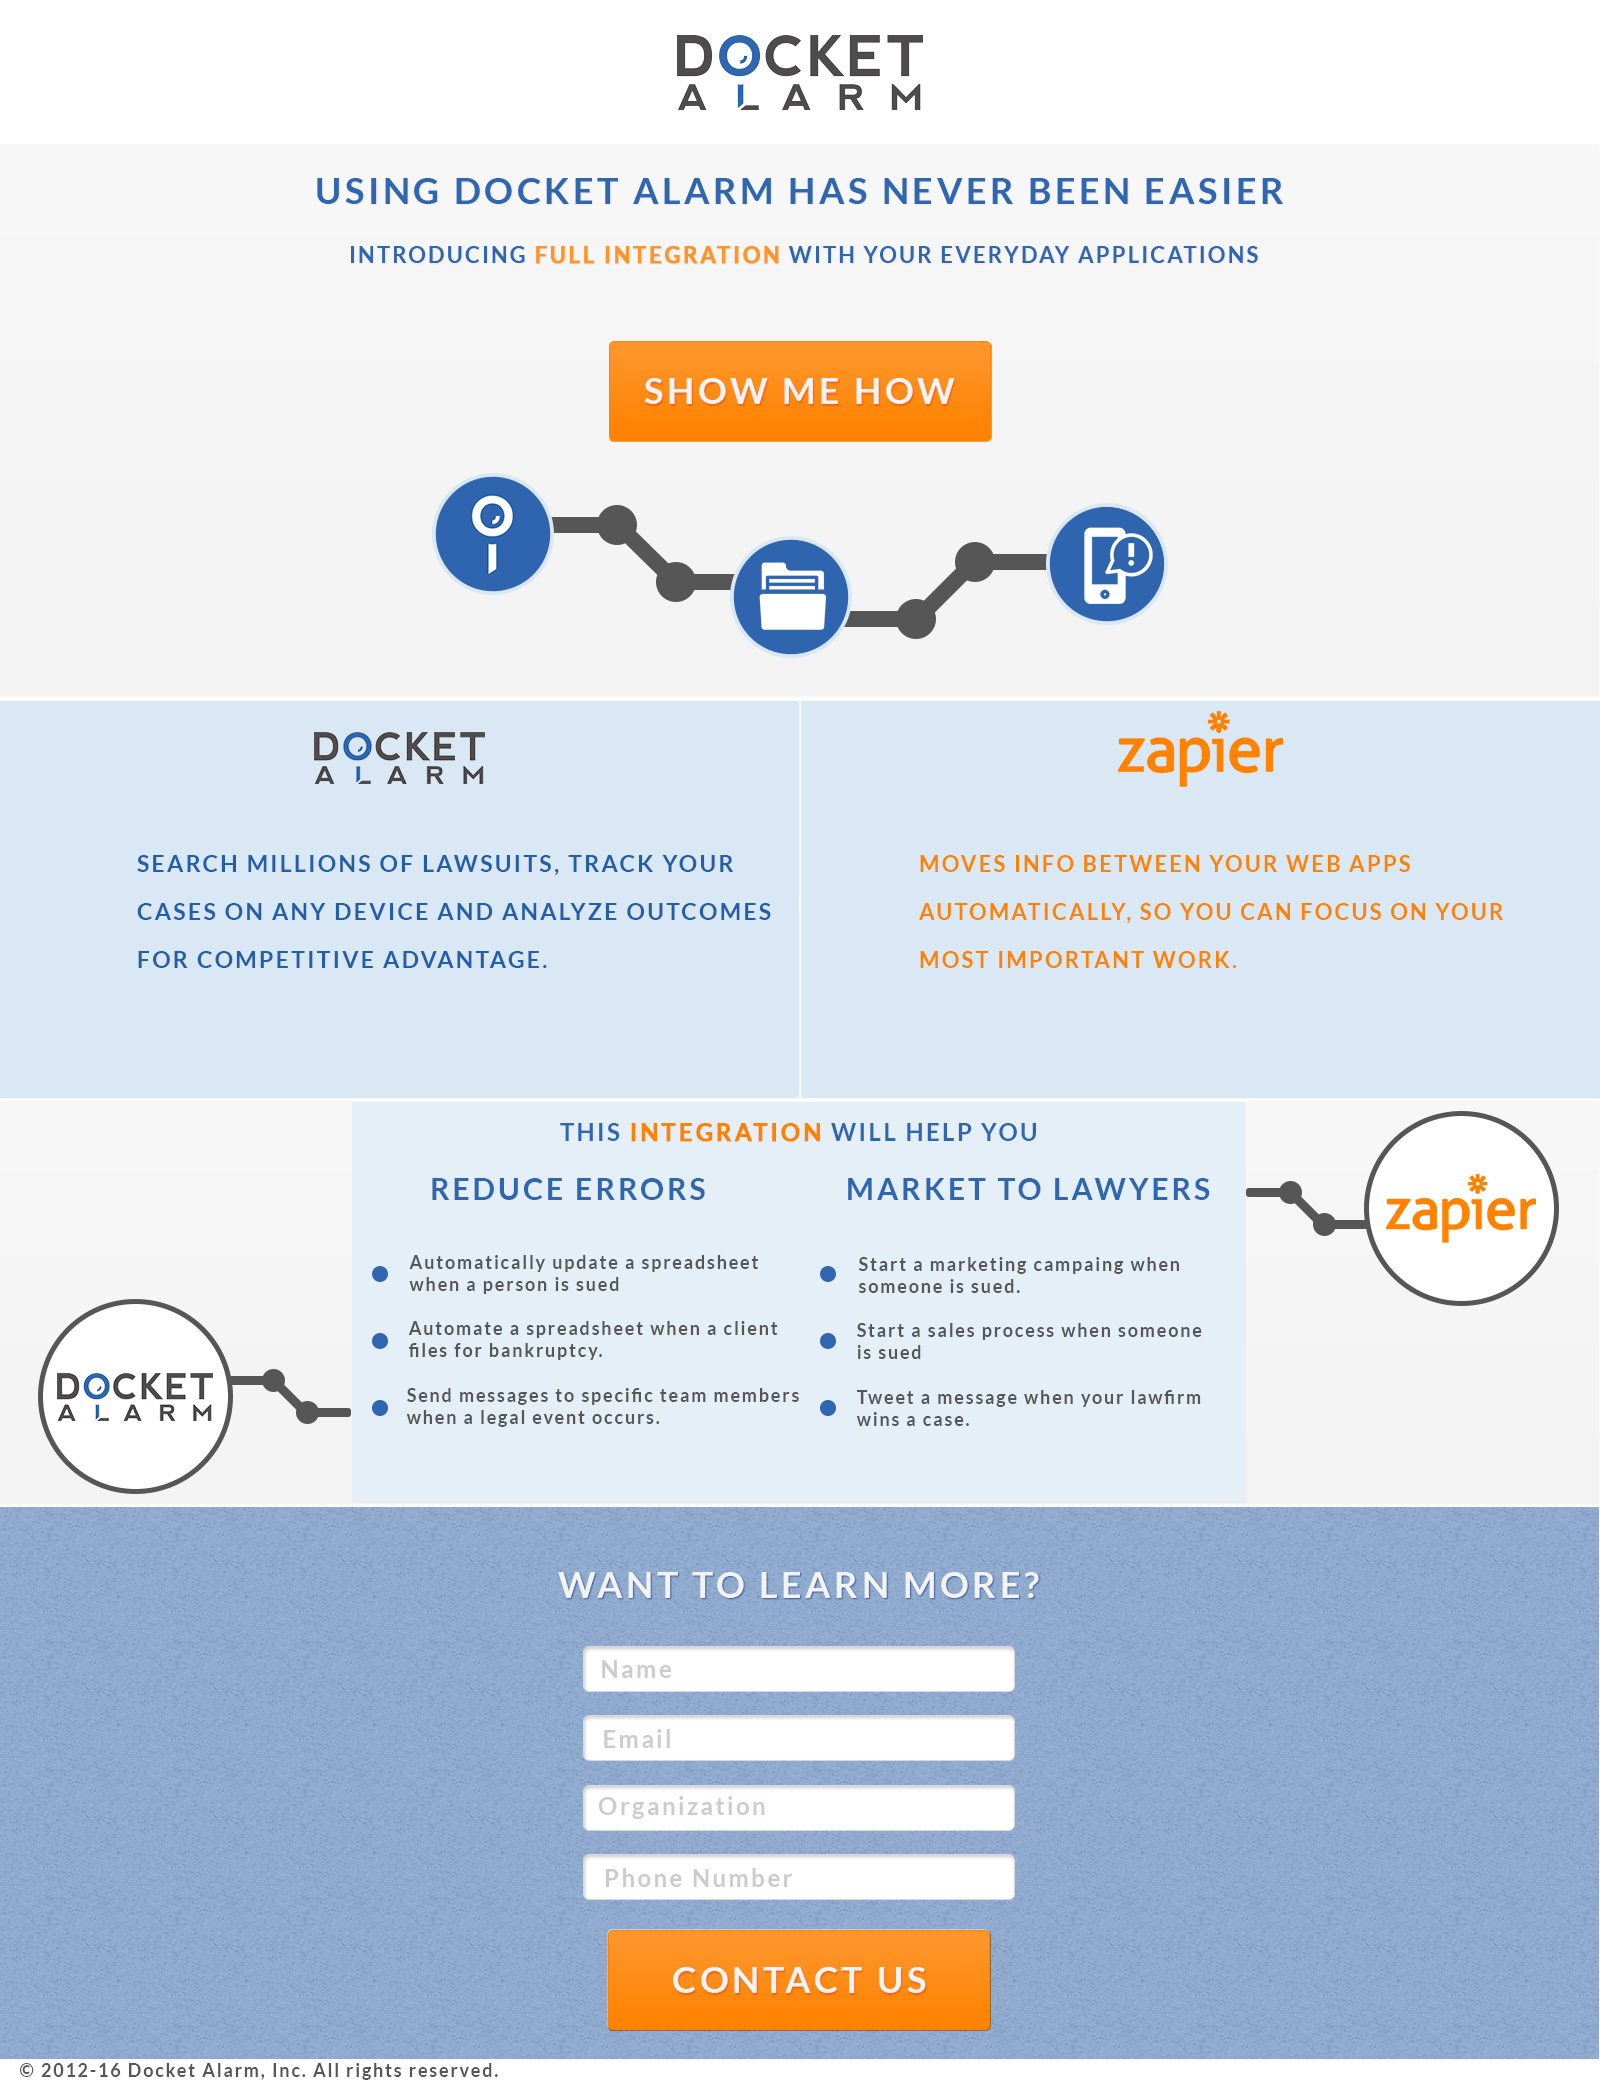 DOCKET
ALARM
USING DOCKET ALARM HAS NEVER BEEN EASIER
INTRODUCING FULL INTEGRATION WITH YOUR EVERYDAY APPLICATIONS
SHOW ME HOW
DOCKET
ALARM
SEARCH MILLIONS OF LAWSUITS, TRACK YOUR
CASES ON ANY DEVICE AND ANALYZE OUTCOMES
FOR COMPETITIVE ADVANTAGE.
zapier
MOVES INFO BETWEEN YOUR WEB APPS
AUTOMATICALLY, SO YOU CAN FOCUS ON YOUR
MOST IMPORTANT WORK.
DOCKET
ALARM
THIS INTEGRATION WILL HELP YOU
REDUCE ERRORS
Automatically update a spreadsheet
when a person is sued
Automate a spreadsheet when a client
files for bankruptcy.
Send messages to specific team members
when a legal event occurs.
MARKET TO LAWYERS
Start a marketing campaing when
someone is sued.
Start a sales process when someone
is sued
Tweet a message when your lawfirm
wins a case.
zapier
WANT TO LEARN MORE?
Name
Email
Organization
Phone Number
CONTACT US
© 2012-16 Docket Alarm, Inc. All rights reserved.